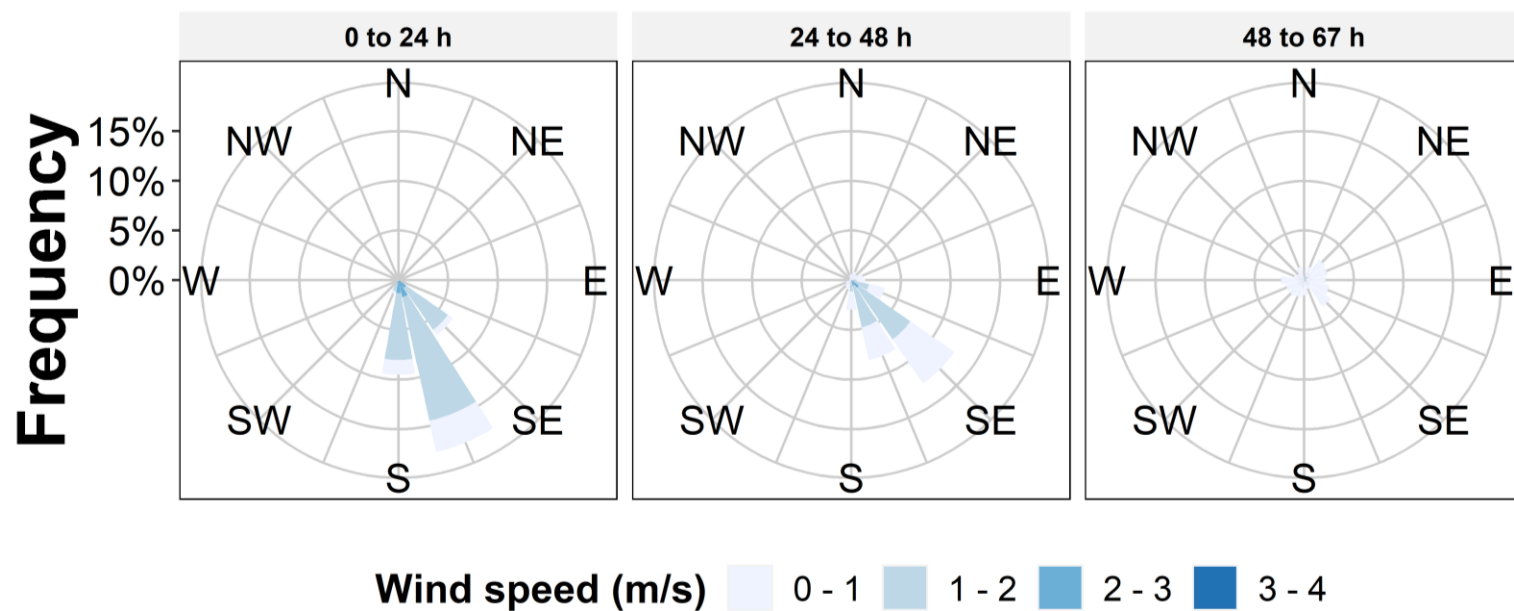 0 to 24 h
24 to 48 h
48 to 67 h
Frequency
15%
10%
5%
0%
N
NE
E
SE
S
SW
W
NW
N
NE
E
SE
S
SW
W
NW
N
NE
E
SE
S
SW
W
NW
Wind speed (m/s) 0 - 1 1 - 2 2 - 3 3 - 4